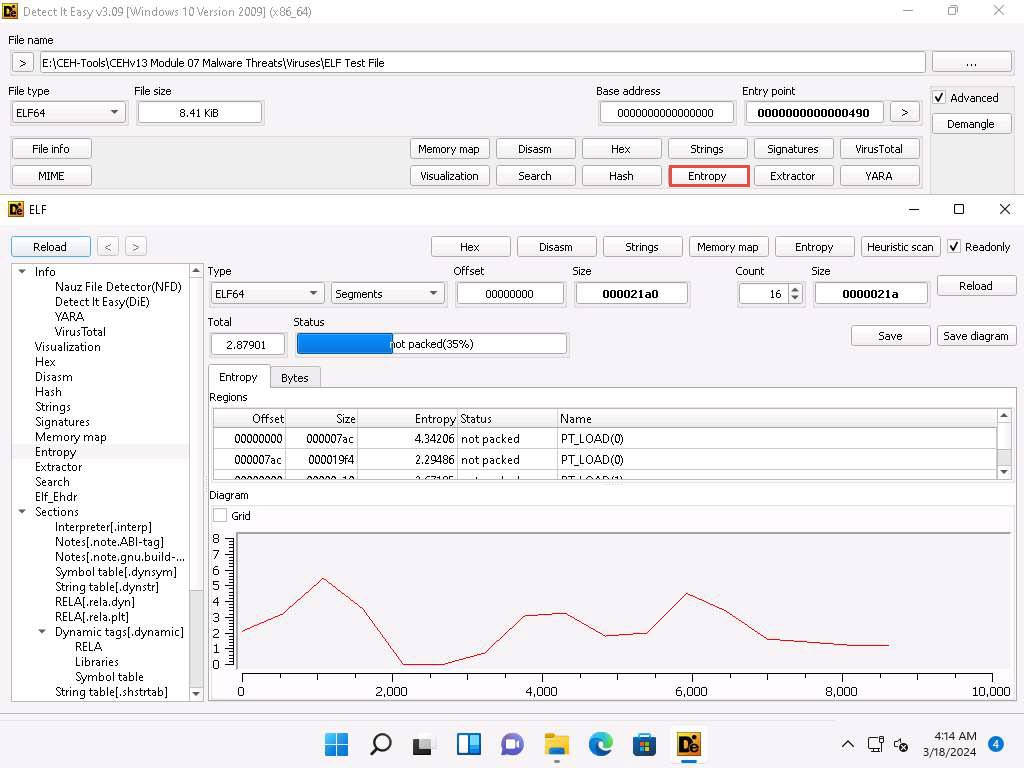 Detect It Easy v3.09 [Windows 10 Version 2009] (x86_64)
File name
> E:\CEH-Tools\CEHv13 Module 07 Malware Threats\Viruses\ELF Test File ...
File type File size Base address Entry point
ELF64 8.41 KiB 0000000000000000 0000000000000490 > Advanced
Demangle
File info Memory map Disasm Hex Strings Signatures VirusTotal
MIME Visualization Search Hash Entropy Extractor YARA
ELF
Reload < > Hex Disasm Strings Memory map Entropy Heuristic scan Readonly
Info
Nauz File Detector(NFD)
Detect It Easy(DiE)
YARA
VirusTotal
Visualization
Hex
Disasm
Hash
Strings
Signatures
Memory map
Entropy
Extractor
Search
Elf_Ehdr
Sections
Interpreter[.interp]
Notes[.note.ABI-tag]
Notes[.note.gnu.build-...
Symbol table[.dynsym]
String table[.dynstr]
RELA[.rela.dyn]
RELA[.rela.plt]
Dynamic tags[.dynamic]
RELA
Libraries
Symbol table
String table[.shstrtab]
Type Offset Size Count Size
ELF64 Segments 00000000 000021a0 16 0000021a Reload
Total Status
2.87901 not packed(35%) Save Save diagram
Entropy Bytes
Regions
Offset Size Entropy Status Name
00000000 000007ac 4.34206 not packed PT_LOAD(0)
000007ac 000019f4 2.29486 not packed PT_LOAD(0)
Diagram
Grid
8
7
6
5
4
3
2
1
0
0 2,000 4,000 6,000 8,000 10,000
4:14 AM
3/18/2024
4